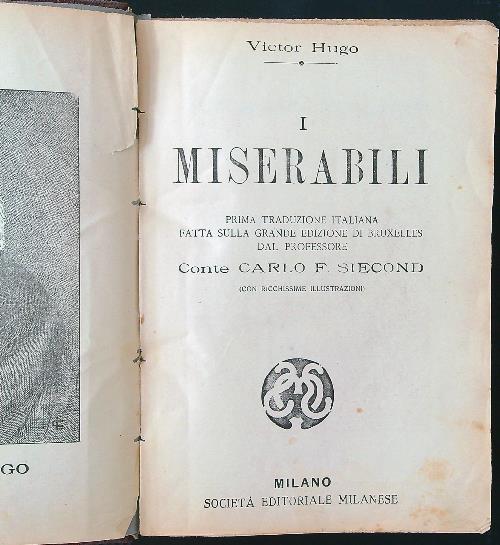 Victor Hugo
I
MISERABILI
PRIMA TRADUZIONE ITALIANA
FATTA SULLA GRANDE EDIZIONE DI BRUXELLES
DAL PROFESSORE
Conte CARLO F. SIECOND
(CON RICCHISSIME ILLUSTRAZIONI)
MILANO
SOCIETÀ EDITORIALE MILANESE
GO